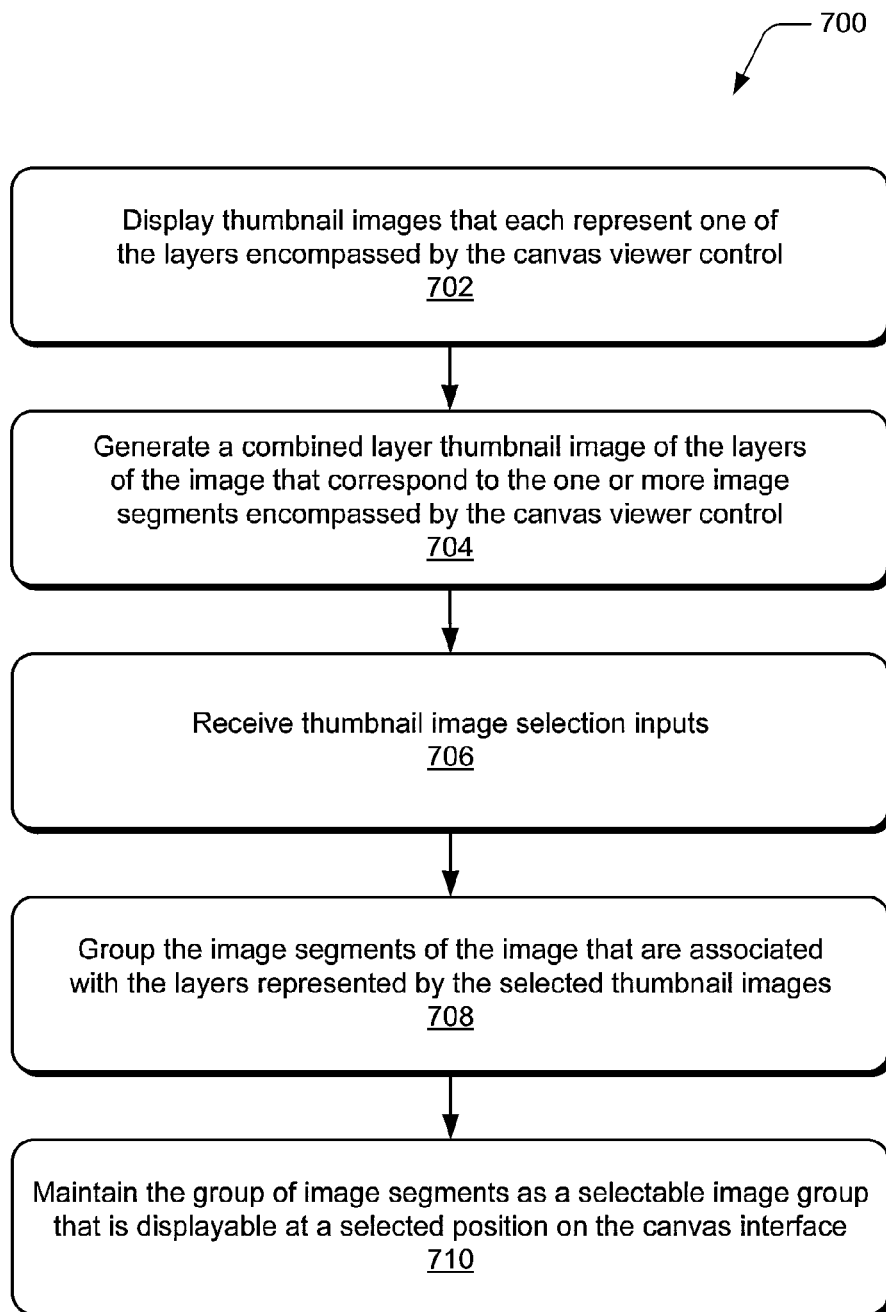 700
Display thumbnail images that each represent one of
the layers encompassed by the canvas viewer control
702
Generate a combined layer thumbnail image of the layers
of the image that correspond to the one or more image
segments encompassed by the canvas viewer control
704
Receive thumbnail image selection inputs
706
Group the image segments of the image that are associated
with the layers represented by the selected thumbnail images
708
Maintain the group of image segments as a selectable image group
that is displayable at a selected position on the canvas interface
710